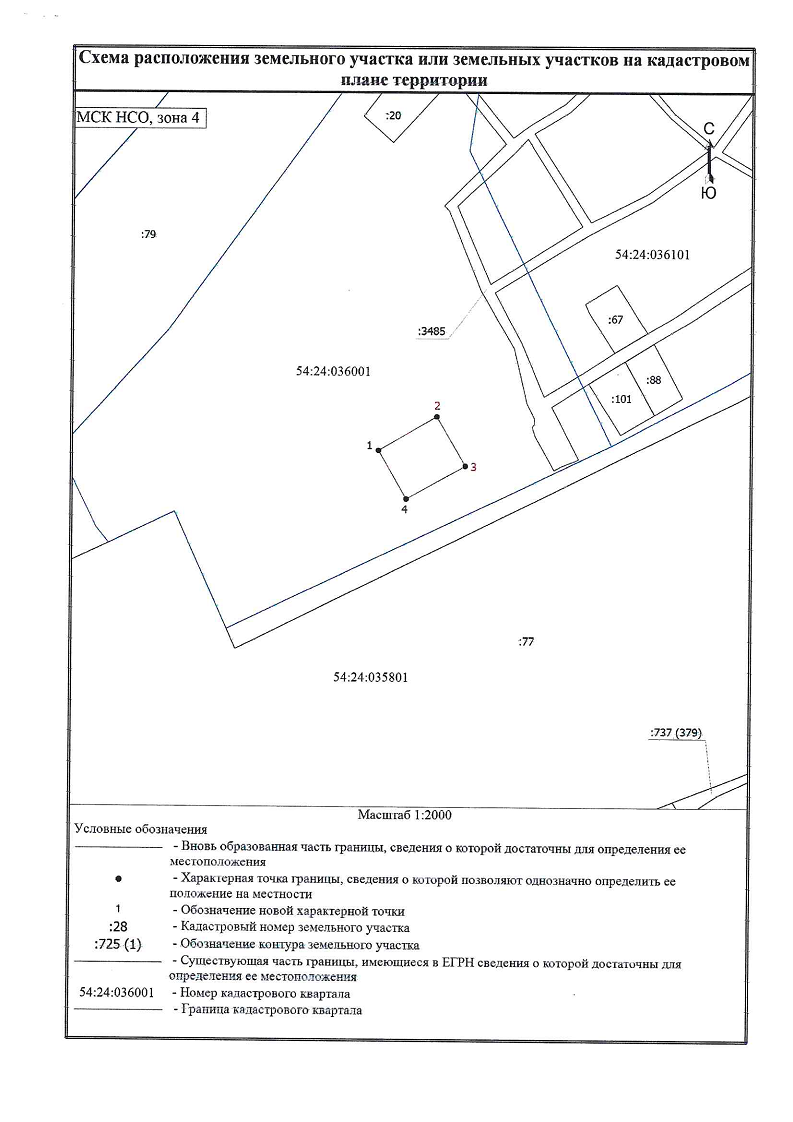 Схема расположения земельного участка или земельных участков на кадастровом
плане территории
МСК НСО, зона 4
:20
С
Ю
:79
54:24:036101
:67
:3485
54:24:036001
:88
:101
2
1
3
4
:77
54:24:035801
:737 (379)
Масштаб 1:2000
Условные обозначения
- Вновь образованная часть границы, сведения о которой достаточны для определения ее
местоположения
- Характерная точка границы, сведения о которой позволяют однозначно определить ее
положение на местности
1 - Обозначение новой характерной точки
:28 - Кадастровый номер земельного участка
:725 (1) - Обозначение контура земельного участка
- Существующая часть границы, имеющиеся в ЕГРН сведения о которой достаточны для
определения ее местоположения
54:24:036001 - Номер кадастрового квартала
- Граница кадастрового квартала